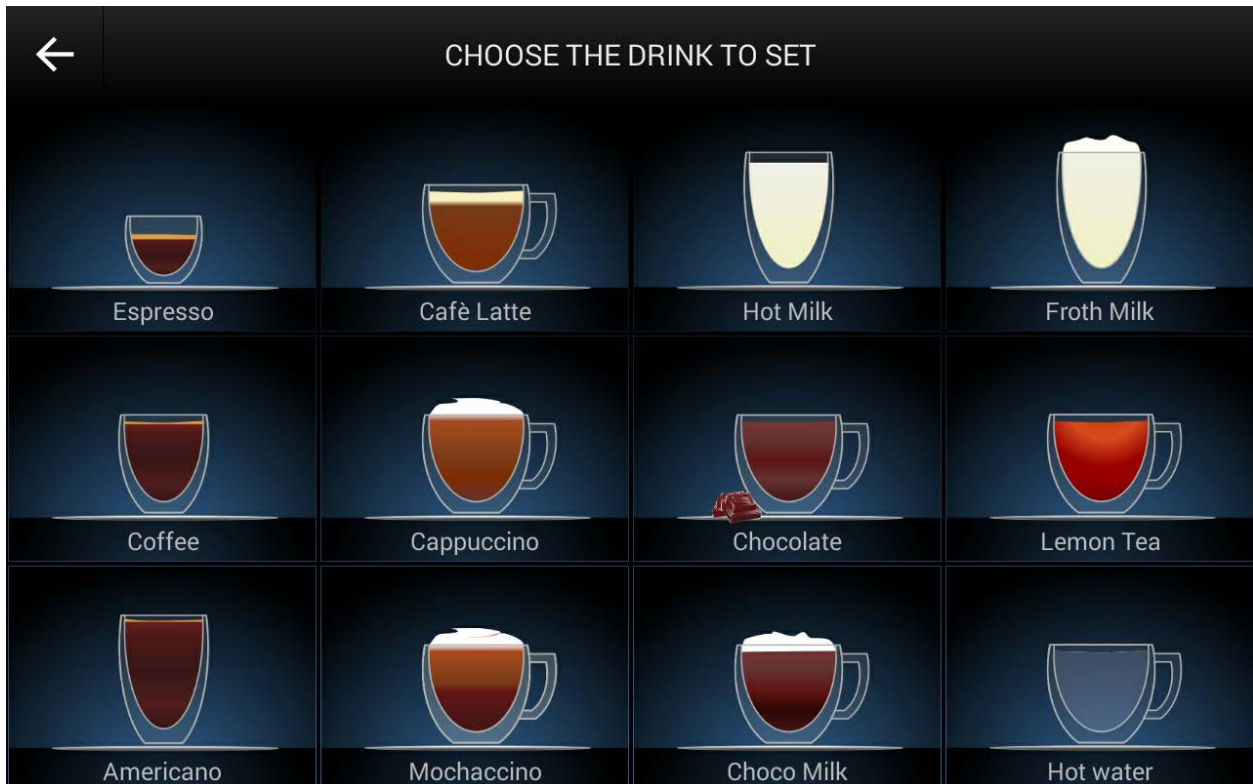 CHOOSE THE DRINK TO SET
Espresso
Cafè Latte
Hot Milk
Froth Milk
Coffee
Cappuccino
Chocolate
Lemon Tea
Americano
Mochaccino
Choco Milk
Hot water